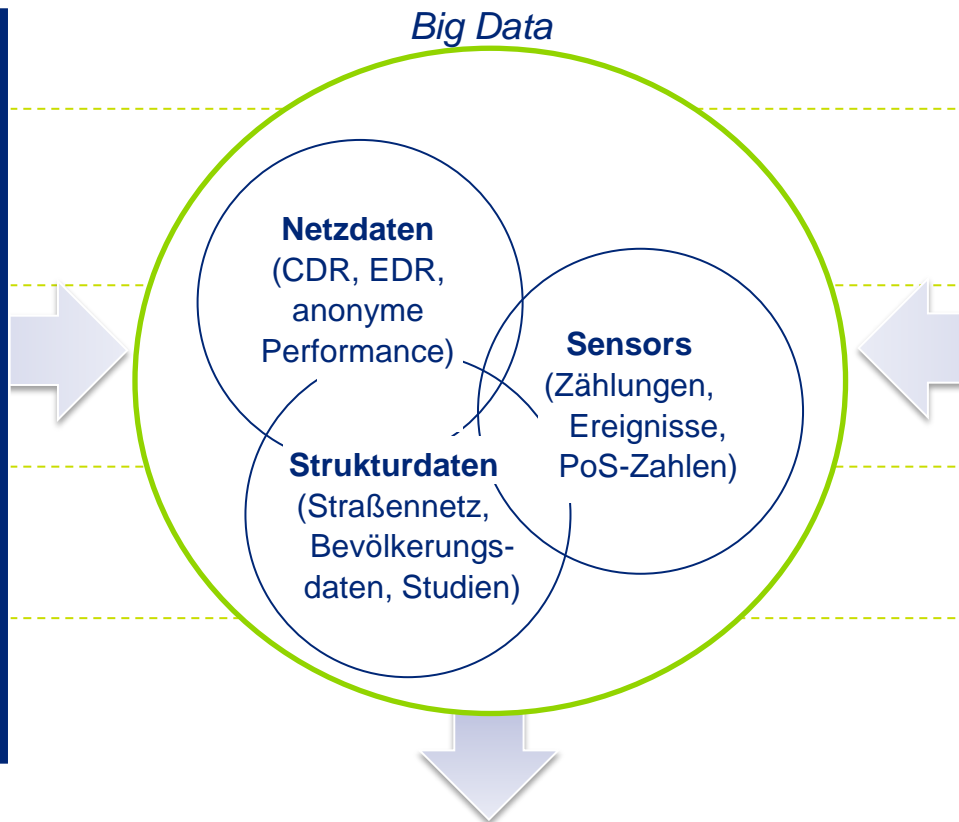 Big Data
Netzdaten
(CDR, EDR,
anonyme
Performance)
Sensors
(Zählungen,
Ereignisse,
PoS-Zahlen)
Strukturdaten
(Straßennetz,
Bevölkerungs-
daten, Studien)